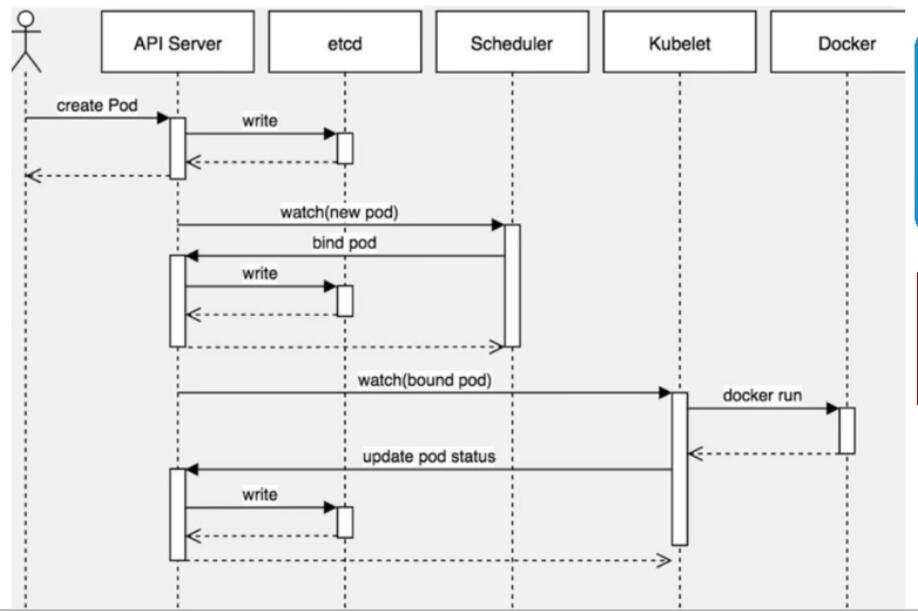 API Server
etcd
Scheduler
Kubelet
Docker
create Pod
write
watch(new pod)
bind pod
write
watch(bound pod)
docker run
update pod status
write